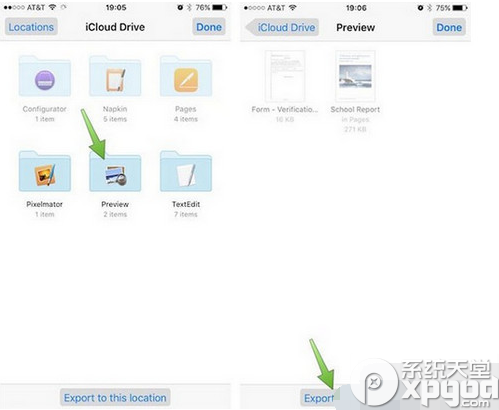 AT&T 19:05 76%
Locations iCloud Drive Done
Configurator Napkin Pages
1 item 5 items 4 items
Pixelmator Preview TextEdit
1 item 2 items 7 items
Export to this location
AT&T 19:06 75%
iCloud Drive Preview Done
Form - Verificatio... School Report
16 KB in Pages
271 KB
Export
系统天堂